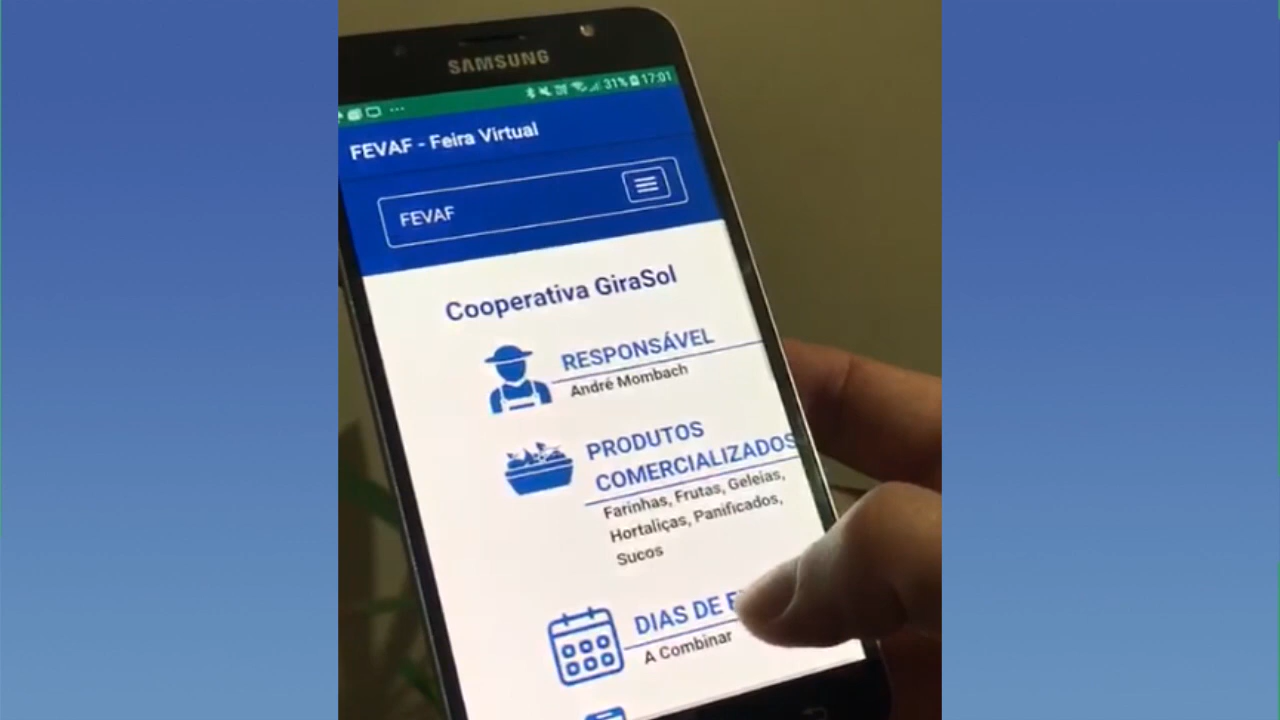 SAMSUNG
31% 17:01
FEVAF - Feira Virtual
FEVAF
Cooperativa GiraSol
RESPONSÁVEL
André Mombach
PRODUTOS
COMERCIALIZADOS
Farinhas, Frutas, Geleias,
Hortaliças, Panificados,
Sucos
DIAS DE
A Combinar